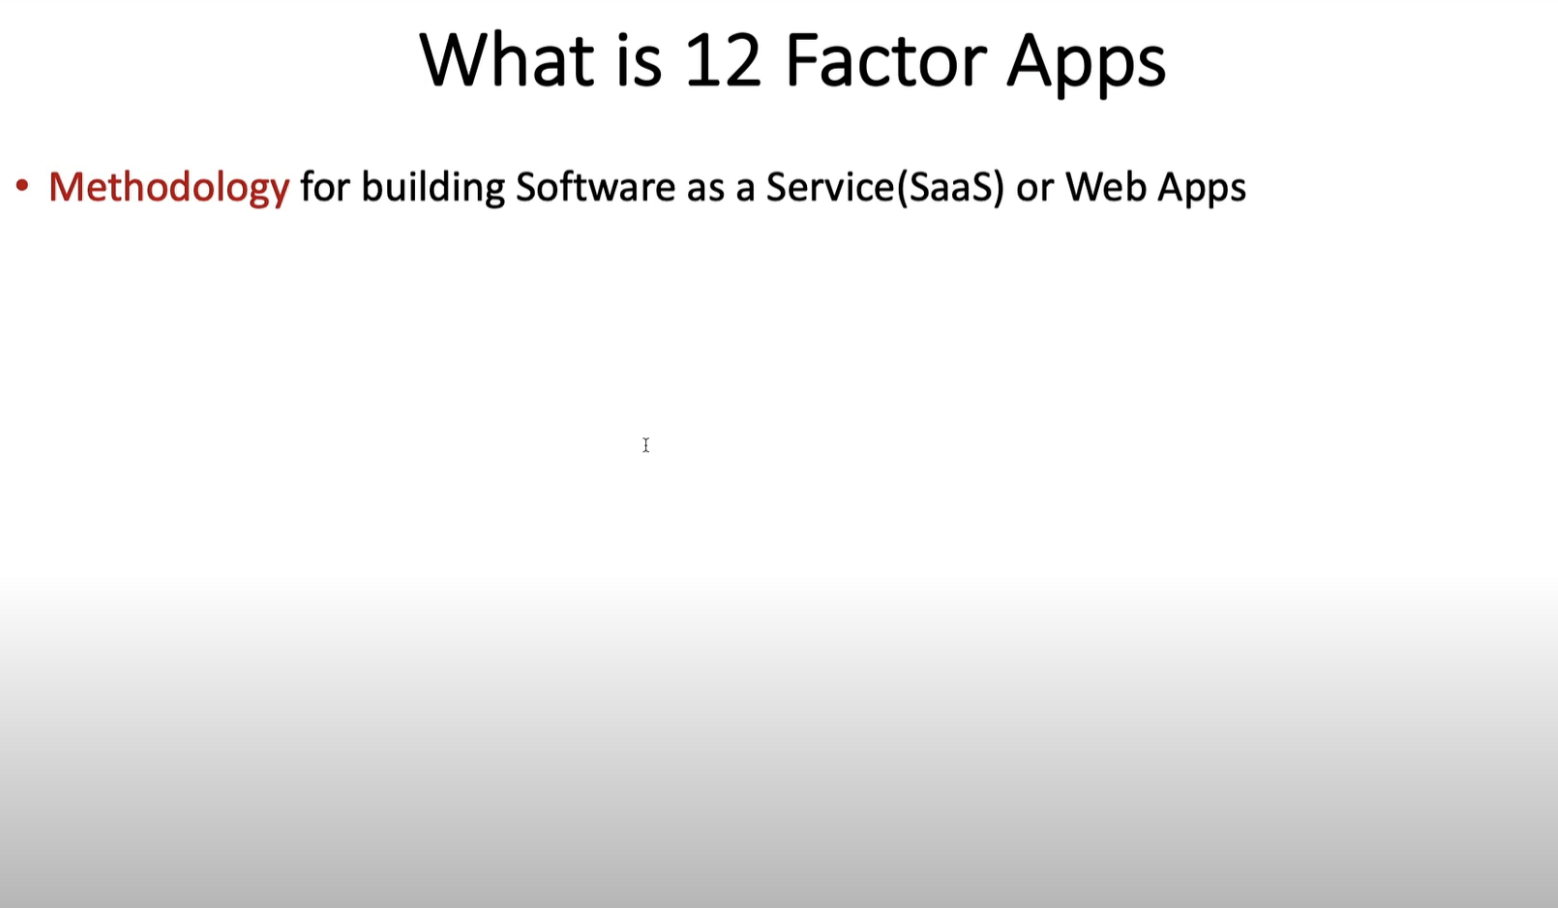 What is 12 Factor Apps
• Methodology for building Software as a Service(SaaS) or Web Apps